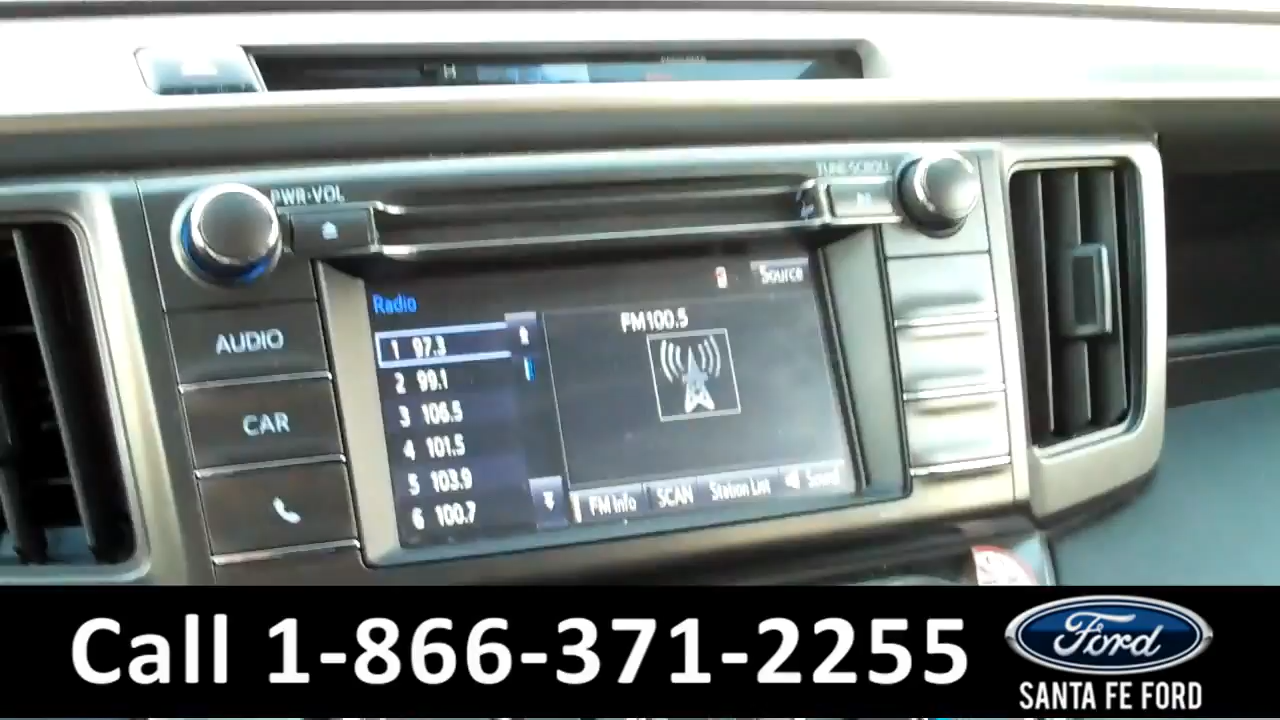 H
PWR·VOL
TUNE·SCROLL
AUDIO
CAR
Source
Radio
FM100.5
1 97.3
2 99.1
3 106.5
4 101.5
5 103.9
6 100.7
FM Info
SCAN
Station List
Sound
Call 1-866-371-2255
Ford
SANTA FE FORD